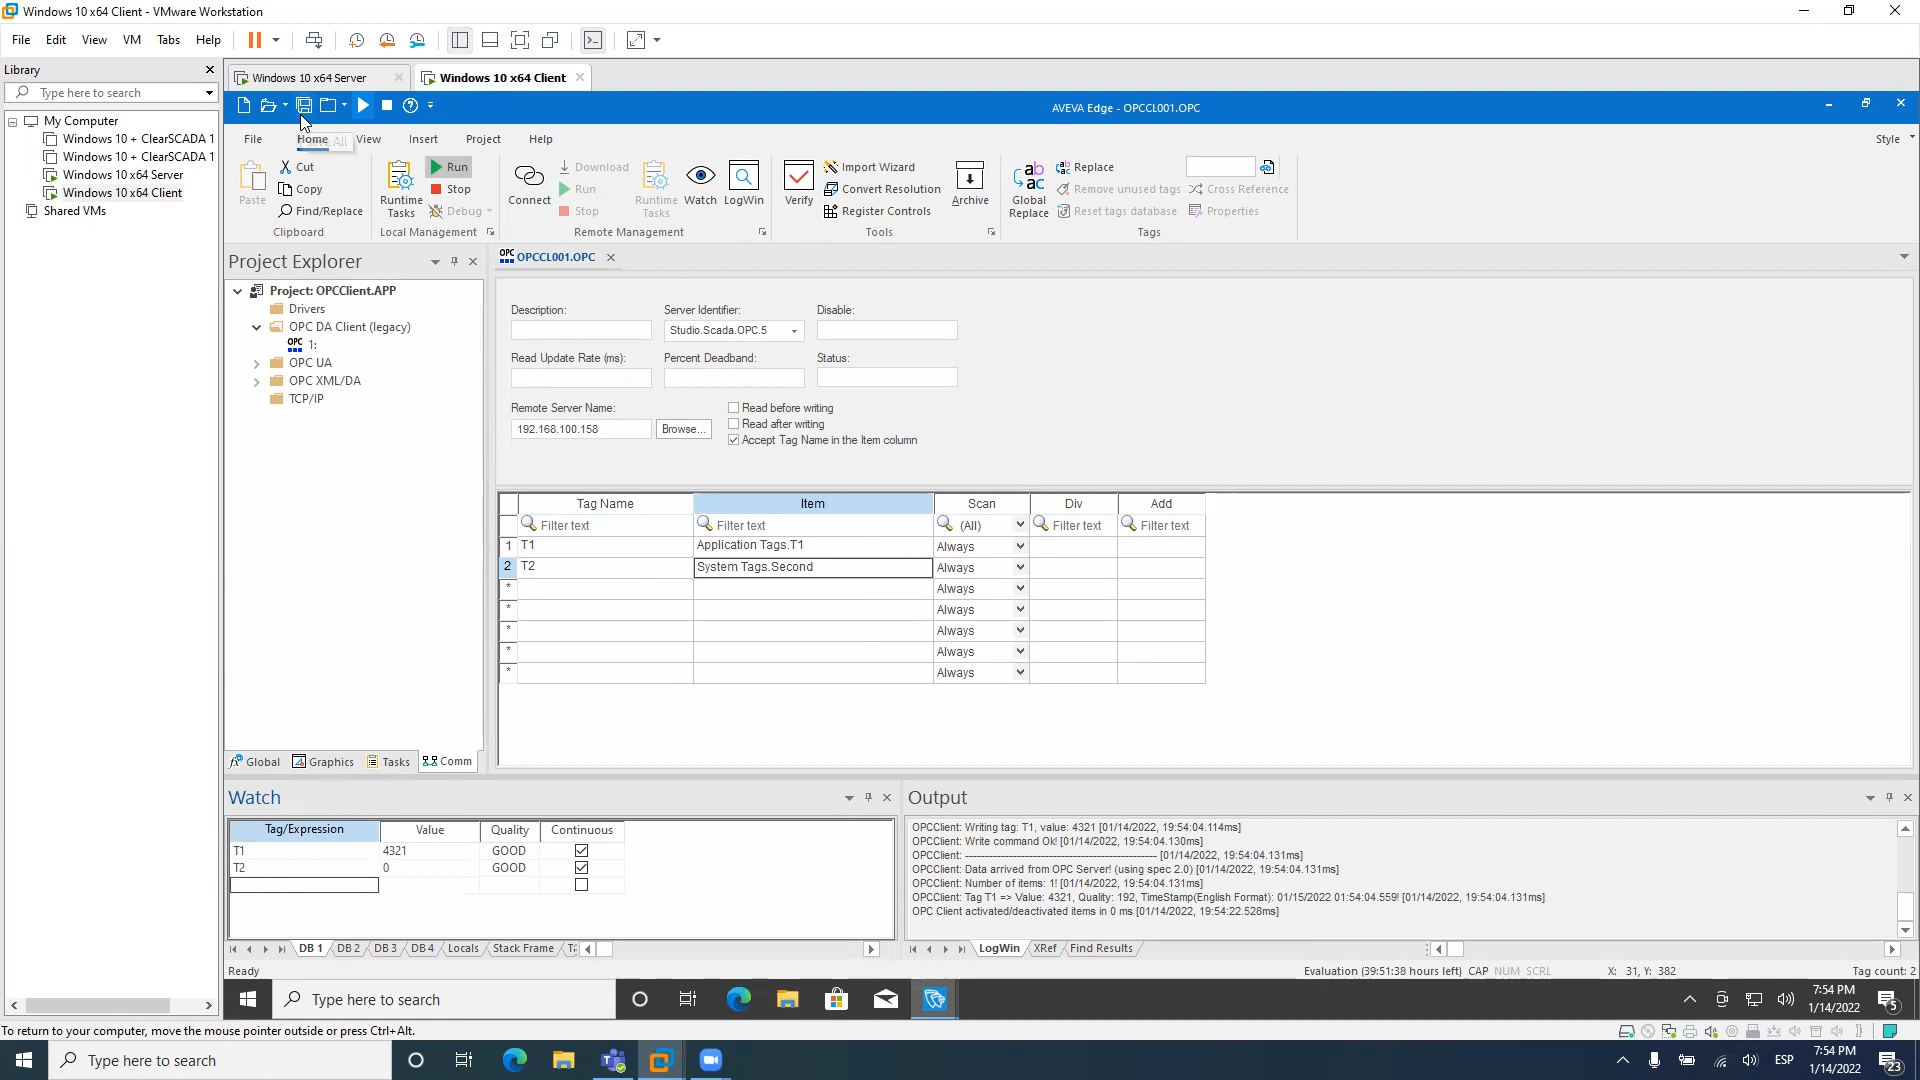 Windows 10 x64 Client - VMware Workstation
File Edit View VM Tabs Help
Library
Type here to search
My Computer
Windows 10 + ClearSCADA 1
Windows 10 + ClearSCADA 1
Windows 10 x64 Server
Windows 10 x64 Client
Shared VMs
Windows 10 x64 Server
Windows 10 x64 Client
AVEVA Edge - OPCCL001.OPC
File Home View Insert Project Help Style
Paste
Cut
Copy
Find/Replace
Clipboard
Runtime Tasks
Run
Stop
Debug
Local Management
Connect
Download
Run
Stop
Runtime Tasks
Watch
LogWin
Remote Management
Verify
Import Wizard
Convert Resolution
Register Controls
Archive
Tools
Global Replace
Replace
Remove unused tags
Reset tags database
Cross Reference
Properties
Tags
Project Explorer
Project: OPCClient.APP
Drivers
OPC DA Client (legacy)
OPC 1:
OPC UA
OPC XML/DA
TCP/IP
Global Graphics Tasks Comm
OPC OPCCL001.OPC
Description: Server Identifier: Disable:
Studio.Scada.OPC.5
Read Update Rate (ms): Percent Deadband: Status:
Remote Server Name:
192.168.100.158 Browse...
Read before writing
Read after writing
Accept Tag Name in the Item column
Tag Name Item Scan Div Add
Filter text Filter text (All) Filter text Filter text
1 T1 Application Tags.T1 Always
2 T2 System Tags.Second Always
* Always
* Always
* Always
* Always
* Always
Watch
Tag/Expression Value Quality Continuous
T1 4321 GOOD
T2 0 GOOD
DB 1 DB 2 DB 3 DB 4 Locals Stack Frame
Output
OPCClient: Writing tag: T1, value: 4321 [01/14/2022, 19:54:04.114ms]
OPCClient: Write command Ok! [01/14/2022, 19:54:04.130ms]
OPCClient: ------------------------------------------------ [01/14/2022, 19:54:04.131ms]
OPCClient: Data arrived from OPC Server! (using spec 2.0) [01/14/2022, 19:54:04.131ms]
OPCClient: Number of items: 1! [01/14/2022, 19:54:04.131ms]
OPCClient: Tag T1 => Value: 4321, Quality: 192, TimeStamp(English Format): 01/15/2022 01:54:04.559! [01/14/2022, 19:54:04.131ms]
OPC Client activated/deactivated items in 0 ms [01/14/2022, 19:54:22.528ms]
LogWin XRef Find Results
Ready Evaluation (39:51:38 hours left) CAP NUM SCRL X: 31, Y: 382 Tag count: 2
Type here to search
7:54 PM
1/14/2022
5
To return to your computer, move the mouse pointer outside or press Ctrl+Alt.
Type here to search
ESP
7:54 PM
1/14/2022
23